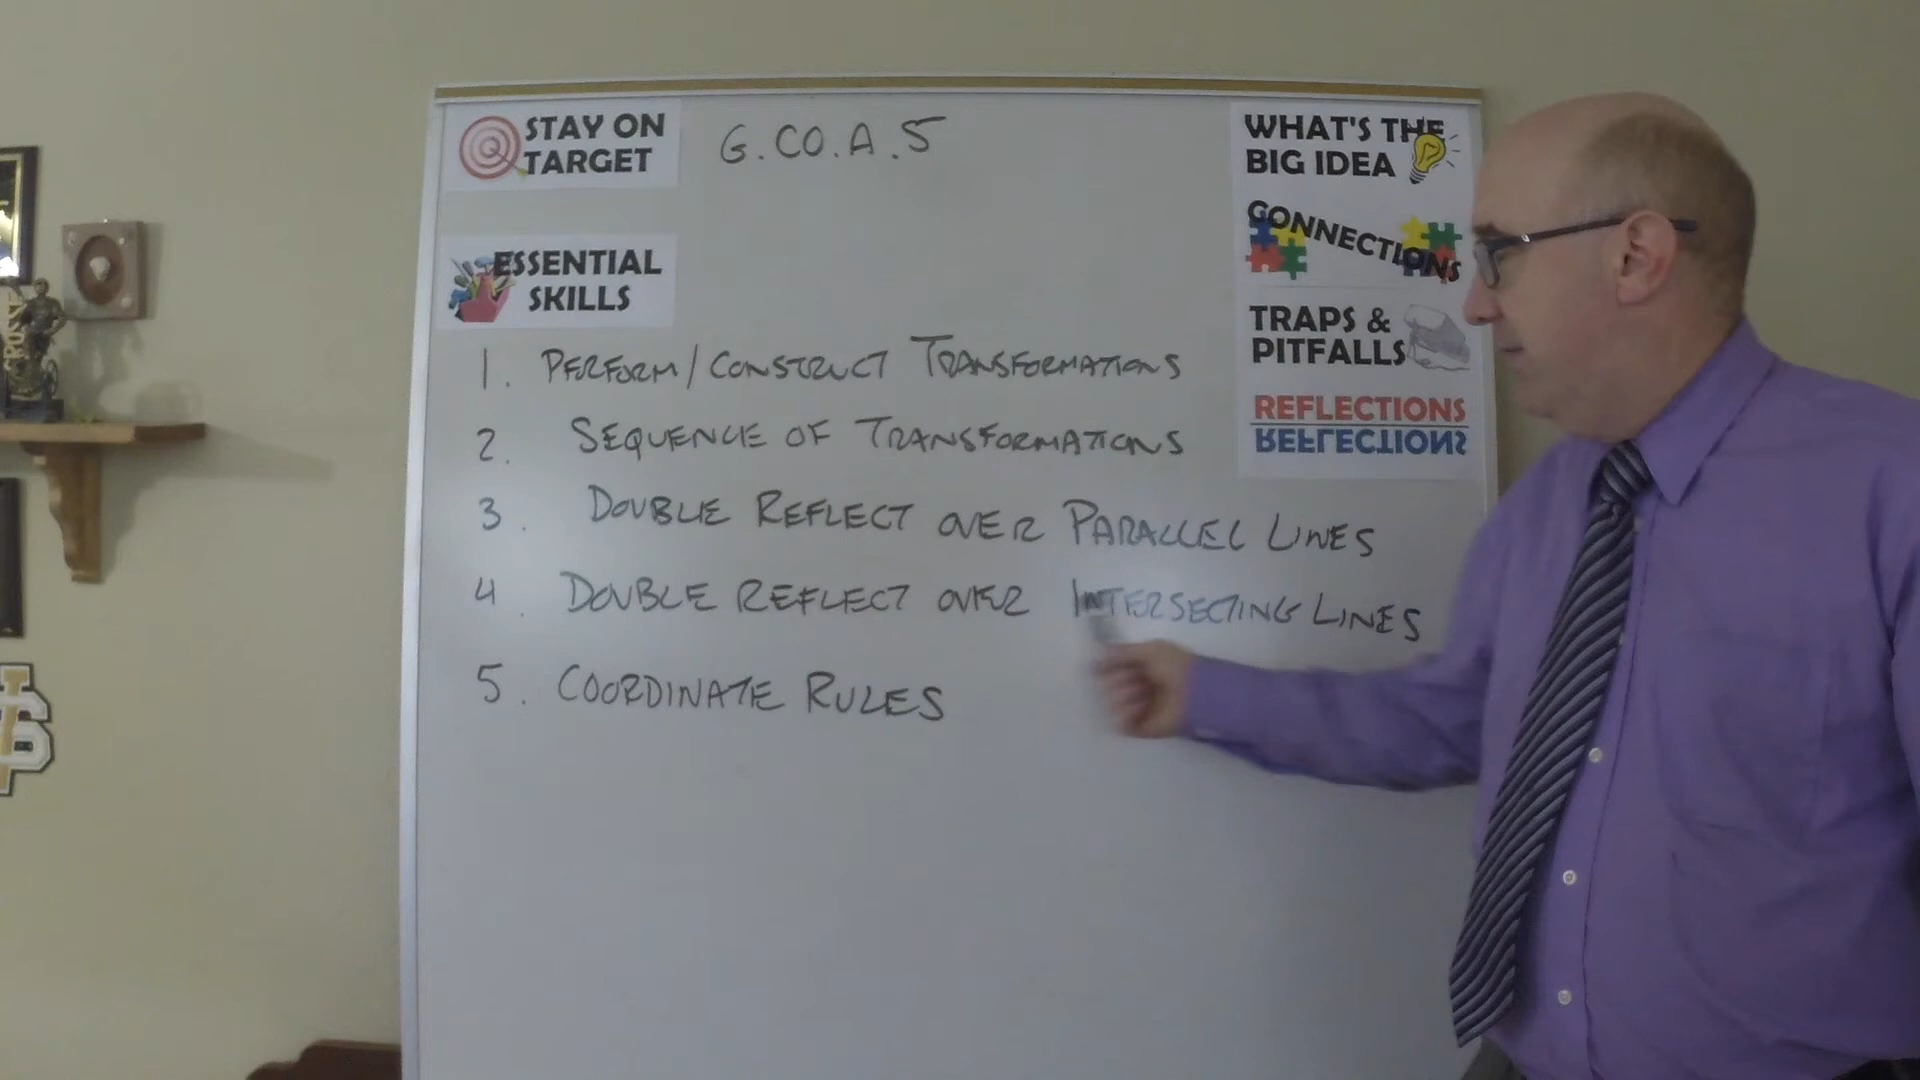 STAY ON
TARGET
G.CO.A.5
ESSENTIAL
SKILLS
1. PERFORM/CONSTRUCT TRANSFORMATIONS
2. SEQUENCE OF TRANSFORMATIONS
3. DOUBLE REFLECT OVER PARALLEL LINES
4. DOUBLE REFLECT OVER INTERSECTING LINES
5. COORDINATE RULES
WHAT'S THE
BIG IDEA
CONNECTIONS
TRAPS &
PITFALLS
REFLECTIONS
REFLECTIONS